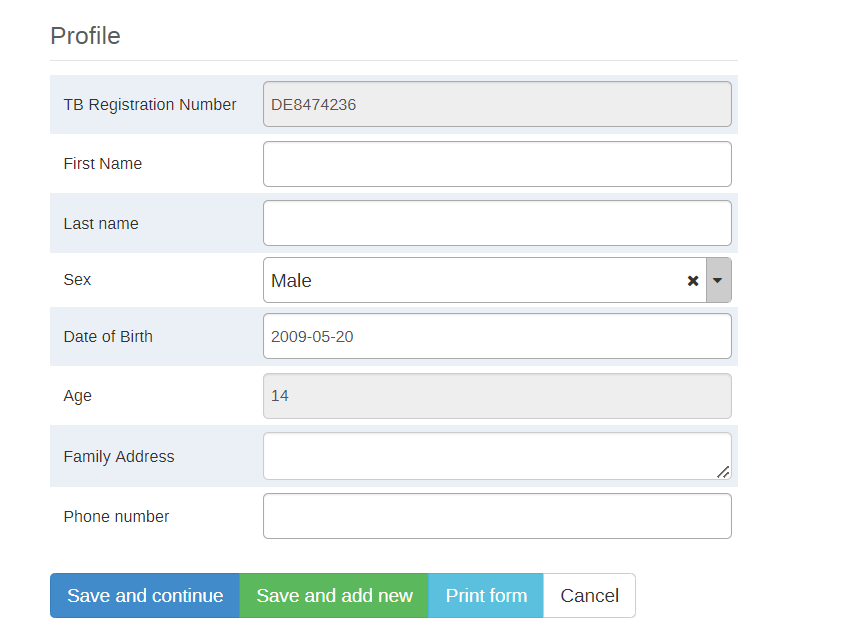 Profile
TB Registration Number DE8474236
First Name
Last name
Sex Male
Date of Birth 2009-05-20
Age 14
Family Address
Phone number
Save and continue Save and add new Print form Cancel